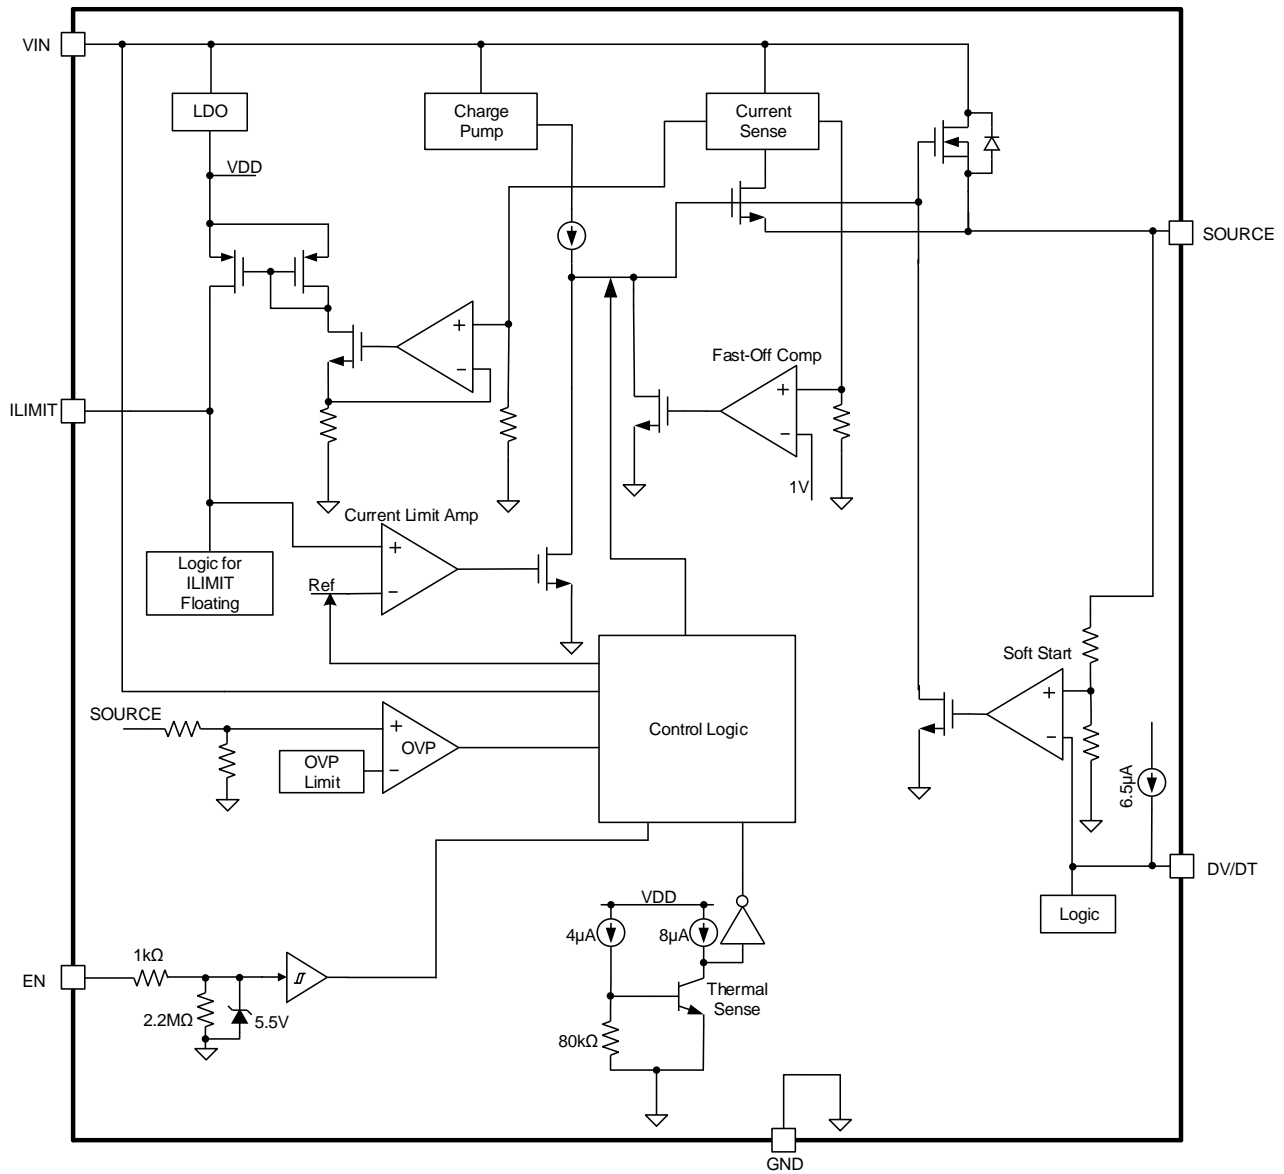 VIN
LDO
Charge
Pump
Current
Sense
VDD
SOURCE
+
−
Fast-Off Comp
+
−
1V
ILIMIT
Current Limit Amp
+
−
Ref
Logic for
ILIMIT
Floating
Soft Start
+
−
SOURCE
+
−
OVP
OVP
Limit
Control Logic
6.5µA
DV/DT
Logic
VDD
4µA
8µA
Thermal
Sense
80kΩ
EN
1kΩ
2.2MΩ
5.5V
GND